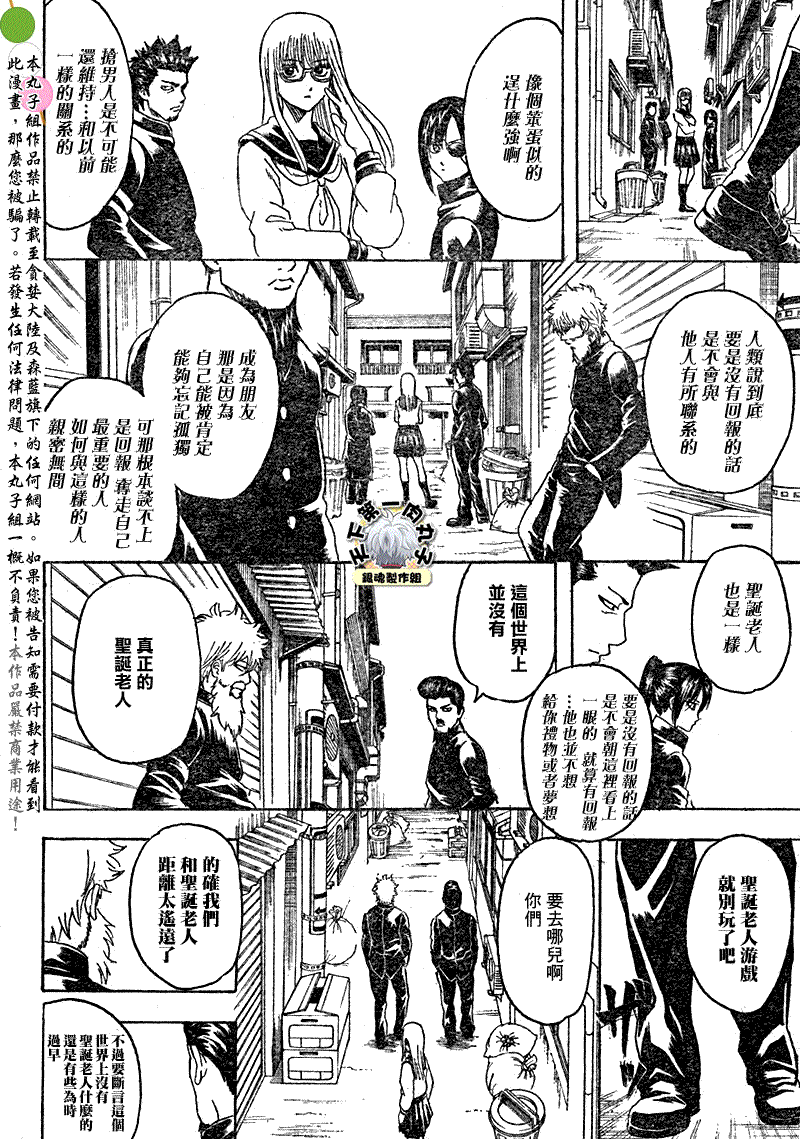 像個笨蛋似的
逞什麼強啊
搶男人是不可能
還維持…和以前
一樣的關系的
人類說到底
要是沒有回報的話
是不會與
他人有所聯系的
成為朋友
那是因為
自己能被肯定
能夠忘記孤獨
可那根本談不上
是回報 奪走自己
最重要的人
如何與這樣的人
親密無間
聖誕老人
也是一樣
要是沒有回報的話
是不會朝這裡看上
一眼的 就算有回報
…他也並不想
給你禮物或者夢想
這個世界上
並沒有
真正的
聖誕老人
聖誕老人游戲
就別玩了吧
要去哪兒啊
你們
的確我們
和聖誕老人
距離太遙遠了
不過要斷言這個
世界上沒有
聖誕老人什麼的
還是有些為時
過早
天下第一肉丸子
銀魂製作組
本丸子組作品禁止轉載至貪婪大陸及森藍旗下的任何網站。如果您被告知需要付款才能看到
此漫畫，那麼您被騙了。若發生任何法律問題，本丸子組一概不負責！本作品嚴禁商業用途！